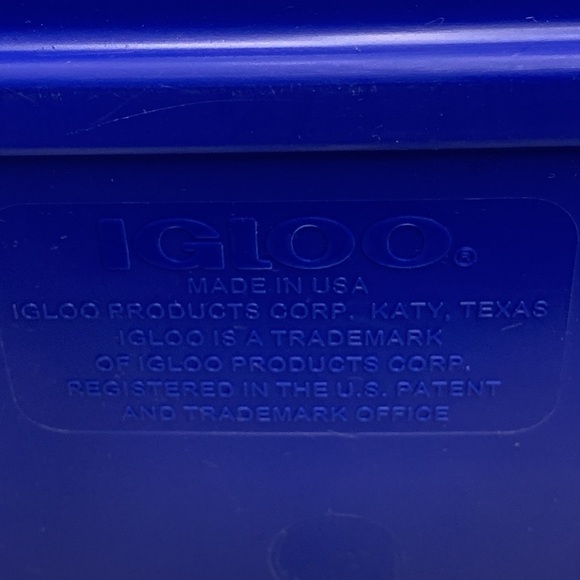 IGLOO®
MADE IN USA
IGLOO PRODUCTS CORP. KATY, TEXAS
IGLOO IS A TRADEMARK
OF IGLOO PRODUCTS CORP.
REGISTERED IN THE U.S. PATENT
AND TRADEMARK OFFICE